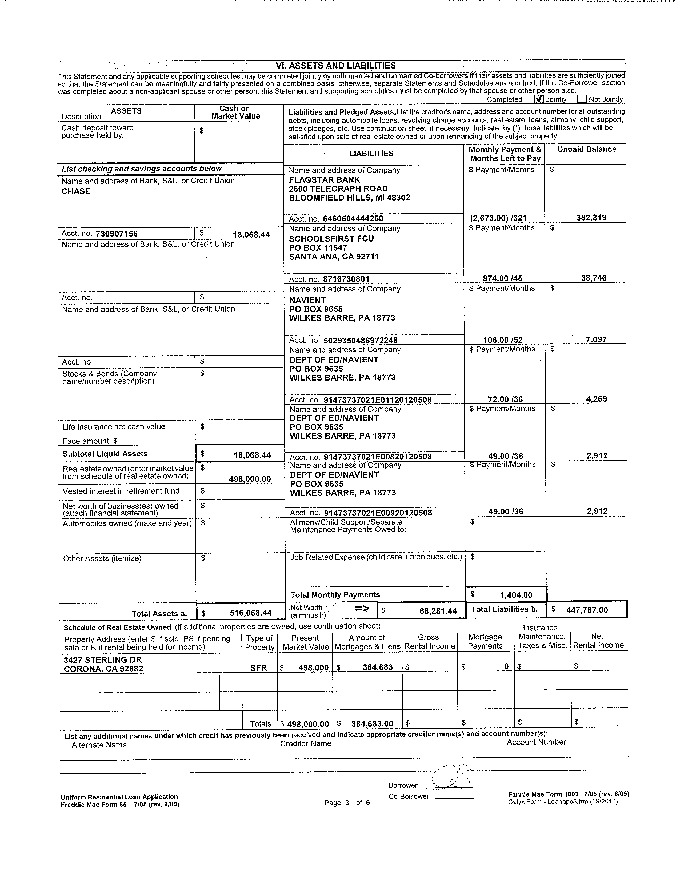 VI. ASSETS AND LIABILITIES
This Statement and any applicable supporting schedules may be completed jointly by both married and unmarried Co-borrowers if their assets and liabilities are sufficiently joined
so that the Statement can be meaningfully and fairly presented on a combined basis; otherwise, separate Statements and Schedules are required. If the Co-Borrower section
was completed about a non-applicant spouse or other person, this Statement and supporting schedules must be completed by that spouse or other person also.
Completed Jointly Not Jointly
ASSETS
Description
Cash or
Market Value
Cash deposit toward
purchase held by:
$
List checking and savings accounts below
Name and address of Bank, S&L, or Credit Union
CHASE
Acct. no. 730907156 $ 18,068.44
Name and address of Bank, S&L, or Credit Union
Acct. no. $
Name and address of Bank, S&L, or Credit Union
Acct. no. $
Stocks & Bonds (Company
name/number description)
$
Life insurance net cash value $
Face amount $
Subtotal Liquid Assets $ 18,068.44
Real estate owned (enter market value
from schedule of real estate owned)
$ 498,000.00
Vested interest in retirement fund $
Net worth of business(es) owned
(attach financial statement)
$
Automobiles owned (make and year) $
Other Assets (itemize) $
Total Assets a. $ 516,068.44
Liabilities and Pledged Assets. List the creditor's name, address and account number for all outstanding
debts, including automobile loans, revolving charge accounts, real estate loans, alimony, child support,
stock pledges, etc. Use continuation sheet, if necessary. Indicate by (*) those liabilities which will be
satisfied upon sale of real estate owned or upon refinancing of the subject property.
LIABILITIES
Monthly Payment &
Months Left to Pay
Unpaid Balance
Name and address of Company $ Payment/Months $
FLAGSTAR BANK
2600 TELEGRAPH ROAD
BLOOMFIELD HILLS, MI 48302
Acct. no. (2,673.00) /321 382,819
Name and address of Company $ Payment/Months $
SCHOOLSFIRST FCU
PO BOX 11547
SANTA ANA, CA 92711
Acct. no. 8716730801 974.00 /45 38,746
Name and address of Company $ Payment/Months $
NAVIENT
PO BOX 9655
WILKES BARRE, PA 18773
Acct. no. 5029350486972248 106.00 /52 7,097
Name and address of Company $ Payment/Months $
DEPT OF ED/NAVIENT
PO BOX 9635
WILKES BARRE, PA 18773
Acct. no. 91473737021E01120120508 72.00 /36 4,269
Name and address of Company $ Payment/Months $
DEPT OF ED/NAVIENT
PO BOX 9635
WILKES BARRE, PA 18773
Acct. no. 91473737021E00820120508 49.00 /36 2,912
Name and address of Company $ Payment/Months $
DEPT OF ED/NAVIENT
PO BOX 9635
WILKES BARRE, PA 18773
Acct. no. 91473737021E00920120508 49.00 /36 2,912
Alimony/Child Support/Separate
Maintenance Payments Owed to:
$
Job Related Expense (child care, union dues, etc.) $
Total Monthly Payments $ 1,404.00
Net Worth
(a minus b)
=> $ 68,281.44 Total Liabilities b. $ 447,787.00
Schedule of Real Estate Owned (If additional properties are owned, use continuation sheet)
Property Address (enter S if sold, PS if pending
sale or R if rental being held for income)
Type of
Property
Present
Market Value
Amount of
Mortgages & Liens
Gross
Rental Income
Mortgage
Payments
Insurance
Maintenance,
Taxes & Misc.
Net
Rental Income
3427 STERLING DR
CORONA, CA 92882
SFR $ 498,000 $ 384,683 $ $ 0 $ $
Totals $ 498,000.00 $ 384,683.00 $ $ $ $
List any additional names under which credit has previously been received and indicate appropriate creditor name(s) and account number(s):
Alternate Name Creditor Name Account Number
Borrower
Co-Borrower
Uniform Residential Loan Application
Freddie Mac Form 65 7/05 (rev. 6/09)
Page 3 of 6
Fannie Mae Form 1003 7/05 (rev. 6/09)